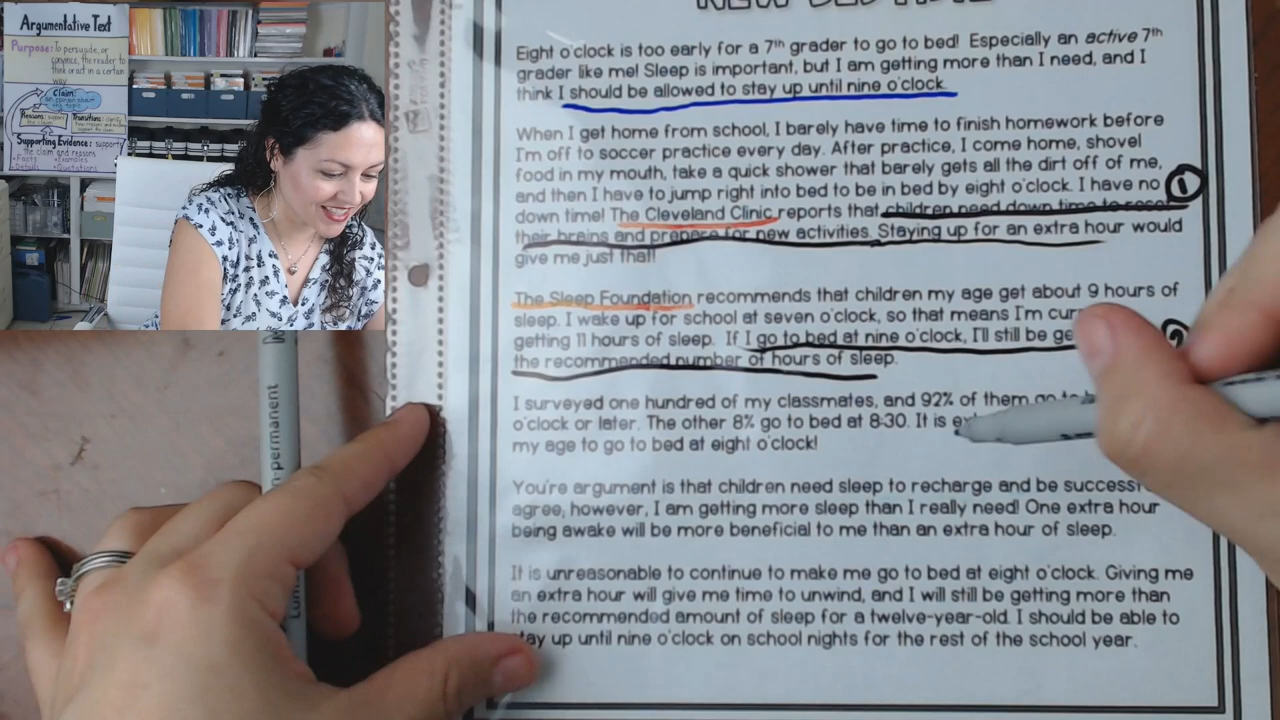 Argumentative Text
Purpose: To persuade, or
convince, the reader to
think or act in a certain
way
Claim:
Supporting Evidence: supports
the claim and reasons
•Facts •Examples
•Details •Quotations
n-permanent
Eight o'clock is too early for a 7th grader to go to bed! Especially an active 7th
grader like me! Sleep is important, but I am getting more than I need, and I
think I should be allowed to stay up until nine o'clock.
When I get home from school, I barely have time to finish homework before
I'm off to soccer practice every day. After practice, I come home, shovel
food in my mouth, take a quick shower that barely gets all the dirt off of me,
and then I have to jump right into bed to be in bed by eight o'clock. I have no
1
down time! The Cleveland Clinic reports that children need down time to reset
their brains and prepare for new activities. Staying up for an extra hour would
give me just that!
The Sleep Foundation recommends that children my age get about 9 hours of
sleep. I wake up for school at seven o'clock, so that means I'm curr
getting 11 hours of sleep. If I go to bed at nine o'clock, I'll still be ge
the recommended number of hours of sleep.
I surveyed one hundred of my classmates, and 92% of them go to
o'clock or later. The other 8% go to bed at 8:30. It is ex
my age to go to bed at eight o'clock!
You're argument is that children need sleep to recharge and be successf
agree, however, I am getting more sleep than I really need! One extra hour
being awake will be more beneficial to me than an extra hour of sleep.
It is unreasonable to continue to make me go to bed at eight o'clock. Giving me
an extra hour will give me time to unwind, and I will still be getting more than
the recommended amount of sleep for a twelve-year-old. I should be able to
stay up until nine o'clock on school nights for the rest of the school year.